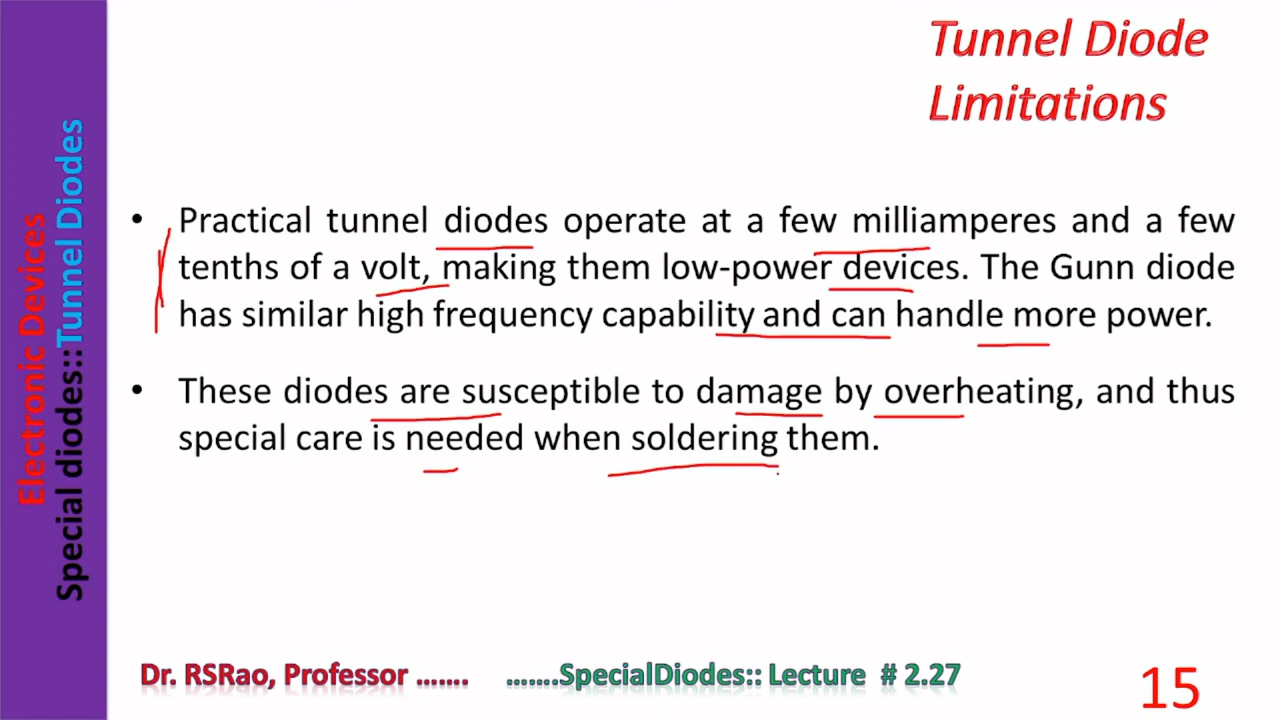 Tunnel Diode
Limitations
Electronic Devices
Special diodes::Tunnel Diodes
• Practical tunnel diodes operate at a few milliamperes and a few
tenths of a volt, making them low-power devices. The Gunn diode
has similar high frequency capability and can handle more power.
• These diodes are susceptible to damage by overheating, and thus
special care is needed when soldering them.
Dr. RSRao, Professor ....... .......SpecialDiodes:: Lecture # 2.27
15